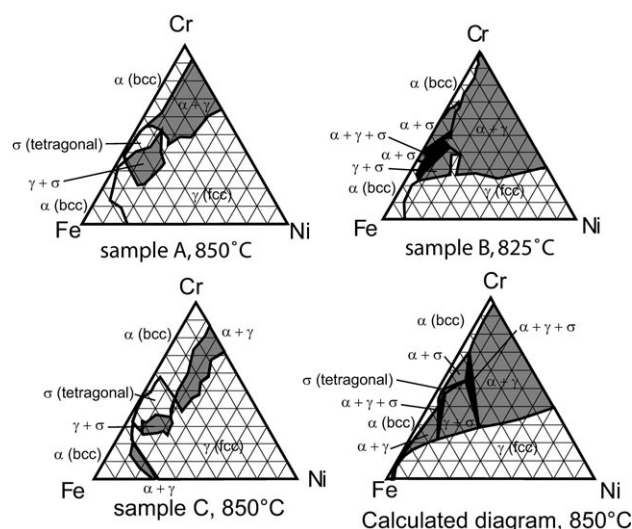 Cr
α (bcc)
α + γ
σ (tetragonal)
γ + σ
α (bcc)
γ (fcc)
Fe
Ni
sample A, 850˚C
Cr
α (bcc)
α + σ
α + γ
α + γ + σ
α + σ
γ + σ
α (bcc)
γ (fcc)
Fe
Ni
sample B, 825˚C
Cr
α (bcc)
α + γ
σ (tetragonal)
γ + σ
α (bcc)
γ (fcc)
Fe
Ni
α + γ
sample C, 850°C
Cr
α (bcc)
α + γ + σ
α + σ
σ (tetragonal)
α + γ
α + γ + σ
α (bcc)
γ + σ
α + γ
γ (fcc)
Fe
Ni
Calculated diagram, 850°C